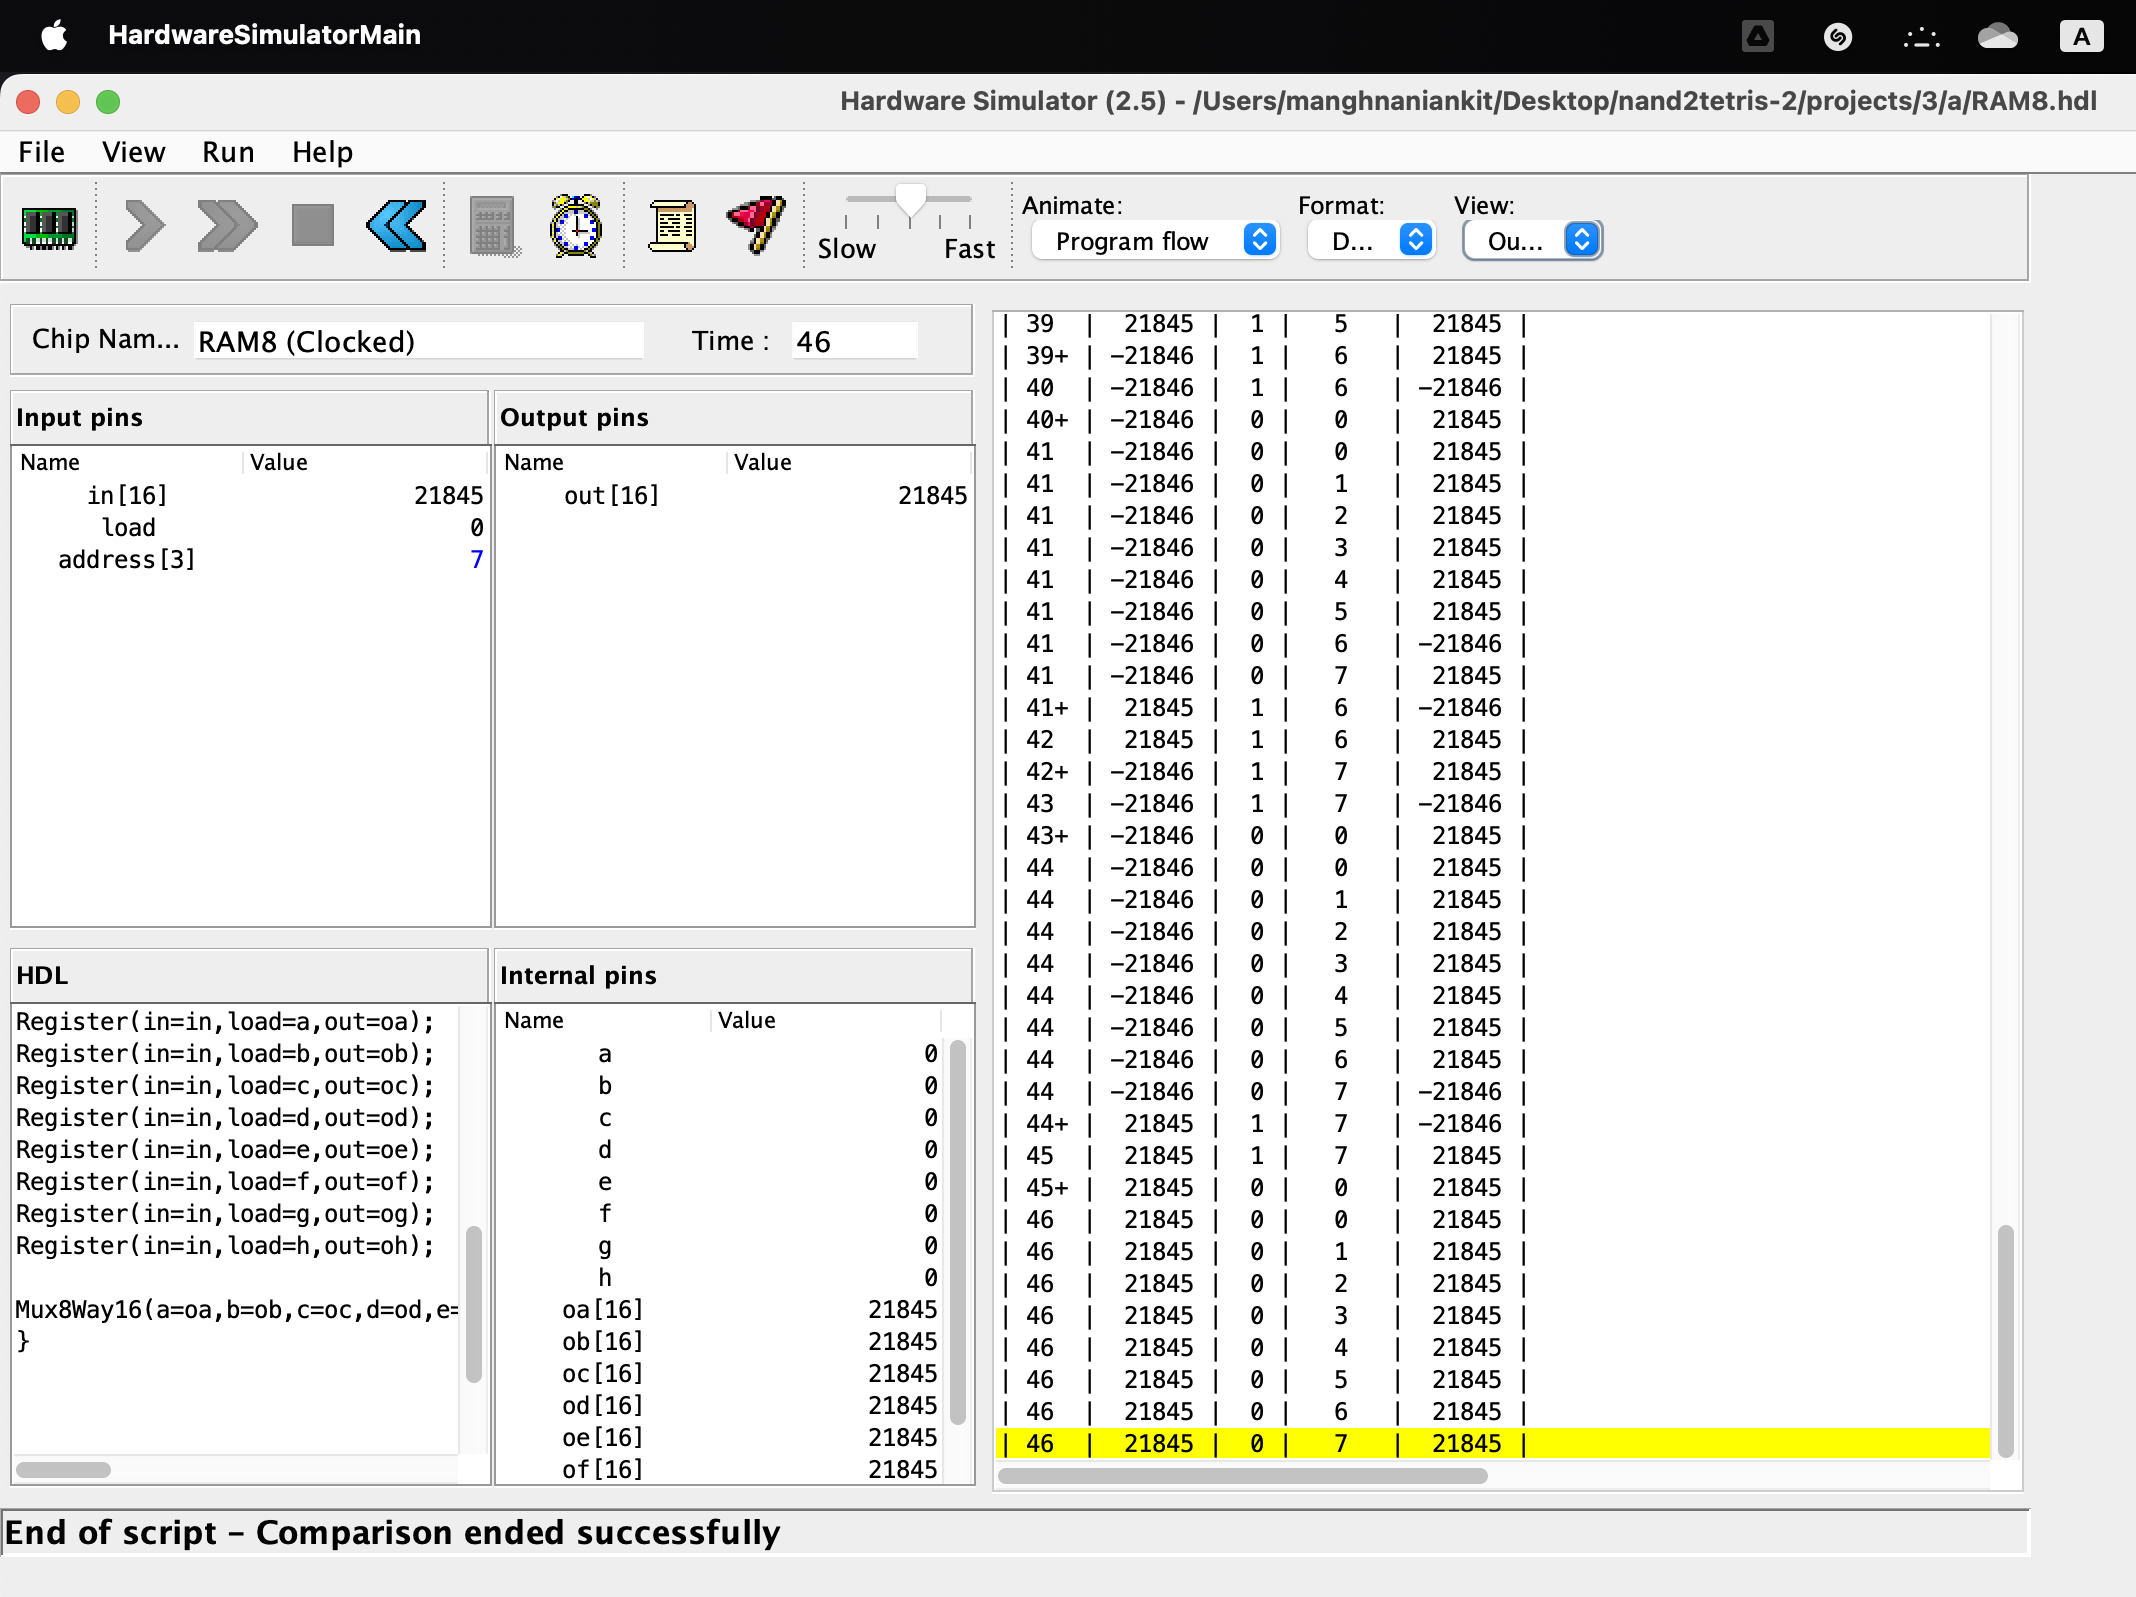 HardwareSimulatorMain
A
Hardware Simulator (2.5) - /Users/manghnaniankit/Desktop/nand2tetris-2/projects/3/a/RAM8.hdl
File View Run Help
Slow Fast
Animate: Format: View:
Program flow D... Ou...
Chip Nam... RAM8 (Clocked) Time : 46
Input pins
Name Value
in[16] 21845
load 0
address[3] 7
Output pins
Name Value
out[16] 21845
HDL
Register(in=in,load=a,out=oa);
Register(in=in,load=b,out=ob);
Register(in=in,load=c,out=oc);
Register(in=in,load=d,out=od);
Register(in=in,load=e,out=oe);
Register(in=in,load=f,out=of);
Register(in=in,load=g,out=og);
Register(in=in,load=h,out=oh);
Mux8Way16(a=oa,b=ob,c=oc,d=od,e=
}
Internal pins
Name Value
a 0
b 0
c 0
d 0
e 0
f 0
g 0
h 0
oa[16] 21845
ob[16] 21845
oc[16] 21845
od[16] 21845
oe[16] 21845
of[16] 21845
| 39 | 21845 | 1 | 5 | 21845 |
| 39+ | -21846 | 1 | 6 | 21845 |
| 40 | -21846 | 1 | 6 | -21846 |
| 40+ | -21846 | 0 | 0 | 21845 |
| 41 | -21846 | 0 | 0 | 21845 |
| 41 | -21846 | 0 | 1 | 21845 |
| 41 | -21846 | 0 | 2 | 21845 |
| 41 | -21846 | 0 | 3 | 21845 |
| 41 | -21846 | 0 | 4 | 21845 |
| 41 | -21846 | 0 | 5 | 21845 |
| 41 | -21846 | 0 | 6 | -21846 |
| 41 | -21846 | 0 | 7 | 21845 |
| 41+ | 21845 | 1 | 6 | -21846 |
| 42 | 21845 | 1 | 6 | 21845 |
| 42+ | -21846 | 1 | 7 | 21845 |
| 43 | -21846 | 1 | 7 | -21846 |
| 43+ | -21846 | 0 | 0 | 21845 |
| 44 | -21846 | 0 | 0 | 21845 |
| 44 | -21846 | 0 | 1 | 21845 |
| 44 | -21846 | 0 | 2 | 21845 |
| 44 | -21846 | 0 | 3 | 21845 |
| 44 | -21846 | 0 | 4 | 21845 |
| 44 | -21846 | 0 | 5 | 21845 |
| 44 | -21846 | 0 | 6 | 21845 |
| 44 | -21846 | 0 | 7 | -21846 |
| 44+ | 21845 | 1 | 7 | -21846 |
| 45 | 21845 | 1 | 7 | 21845 |
| 45+ | 21845 | 0 | 0 | 21845 |
| 46 | 21845 | 0 | 0 | 21845 |
| 46 | 21845 | 0 | 1 | 21845 |
| 46 | 21845 | 0 | 2 | 21845 |
| 46 | 21845 | 0 | 3 | 21845 |
| 46 | 21845 | 0 | 4 | 21845 |
| 46 | 21845 | 0 | 5 | 21845 |
| 46 | 21845 | 0 | 6 | 21845 |
| 46 | 21845 | 0 | 7 | 21845 |
End of script - Comparison ended successfully